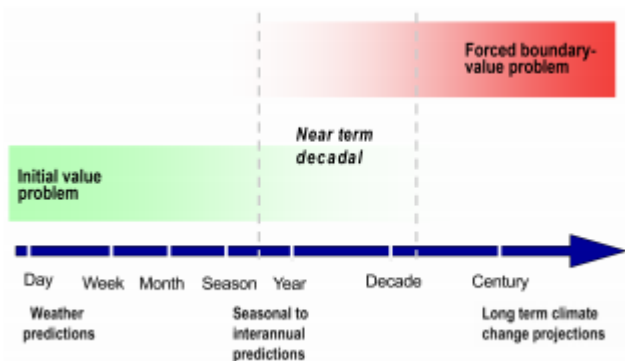 Forced boundary-
value problem
Near term
decadal
Initial value
problem
Day Week Month Season Year Decade Century
Weather
predictions
Seasonal to
interannual
predictions
Long term climate
change projections